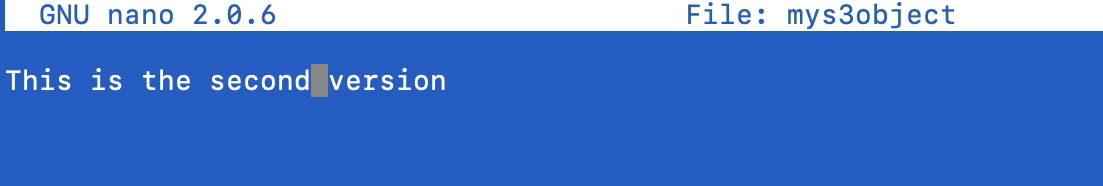 GNU nano 2.0.6 File: mys3object
This is the second version